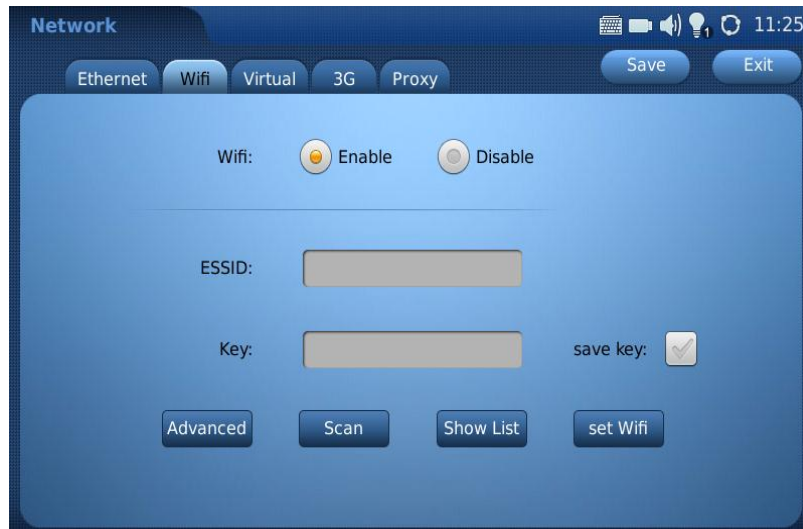 Network 1 11:25
Ethernet Wifi Virtual 3G Proxy Save Exit
Wifi: Enable Disable
ESSID:
Key: save key:
Advanced Scan Show List set Wifi